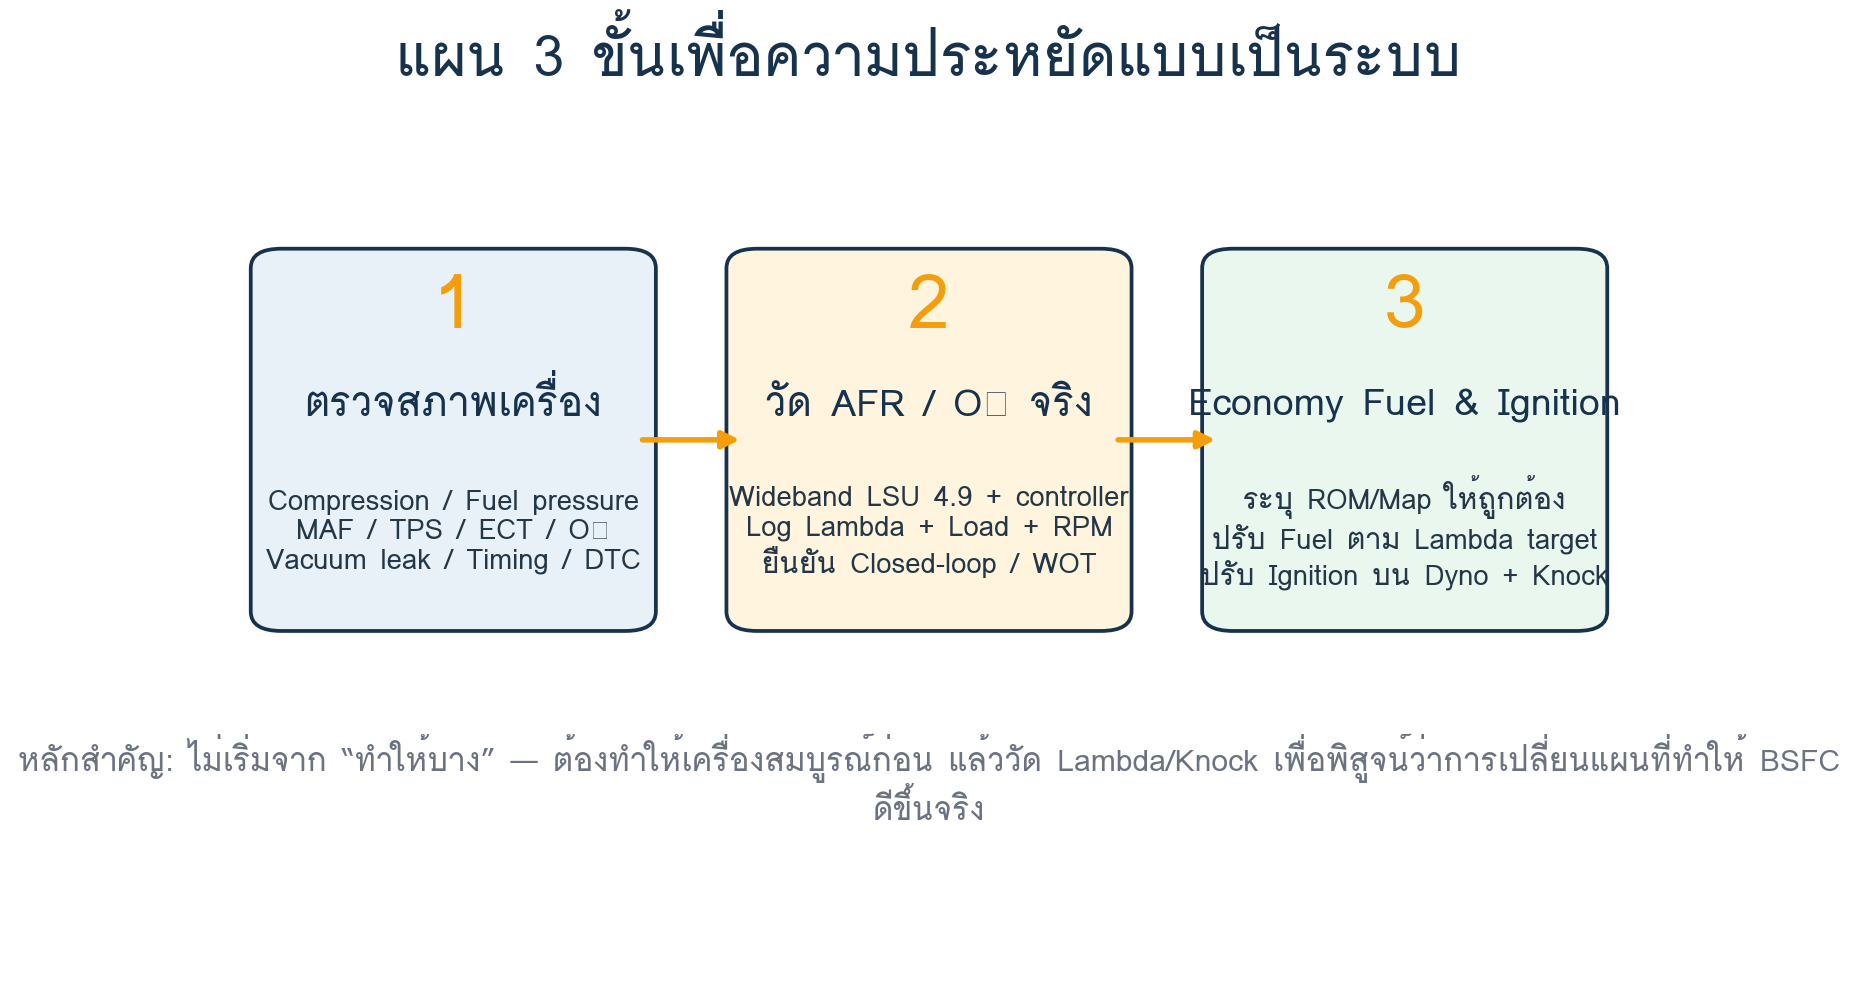 แผน 3 ขั้นเพื่อความประหยัดแบบเป็นระบบ
1
ตรวจสภาพเครื่อง
Compression / Fuel pressure
MAF / TPS / ECT / O□
Vacuum leak / Timing / DTC
2
วัด AFR / O□ จริง
Wideband LSU 4.9 + controller
Log Lambda + Load + RPM
ยืนยัน Closed-loop / WOT
3
Economy Fuel & Ignition
ระบุ ROM/Map ให้ถูกต้อง
ปรับ Fuel ตาม Lambda target
ปรับ Ignition บน Dyno + Knock
หลักสำคัญ: ไม่เริ่มจาก “ทำให้บาง” — ต้องทำให้เครื่องสมบูรณ์ก่อน แล้ววัด Lambda/Knock เพื่อพิสูจน์ว่าการเปลี่ยนแผนที่ทำให้ BSFC
ดีขึ้นจริง